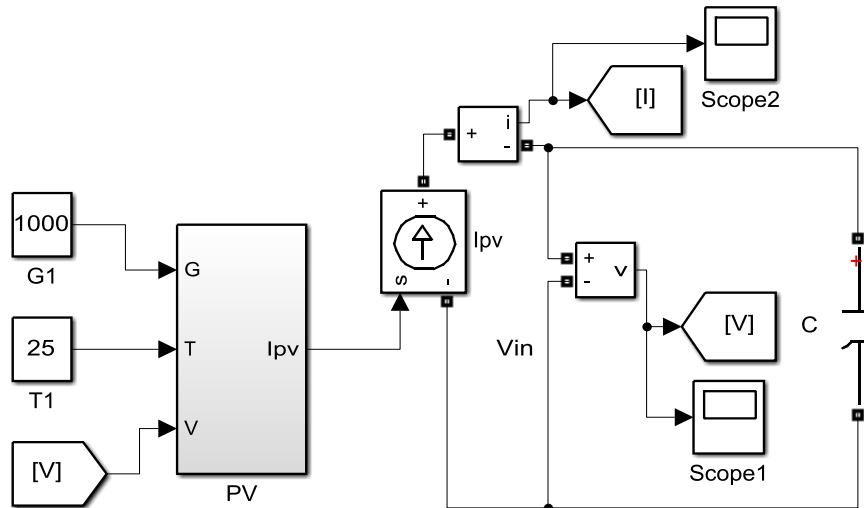 [I]
Scope2
i
+
-
+
Ipv
s
-
1000
G1
G
25
T1
T
Ipv
V
[V]
PV
+
-
v
Vin
[V]
Scope1
+
C